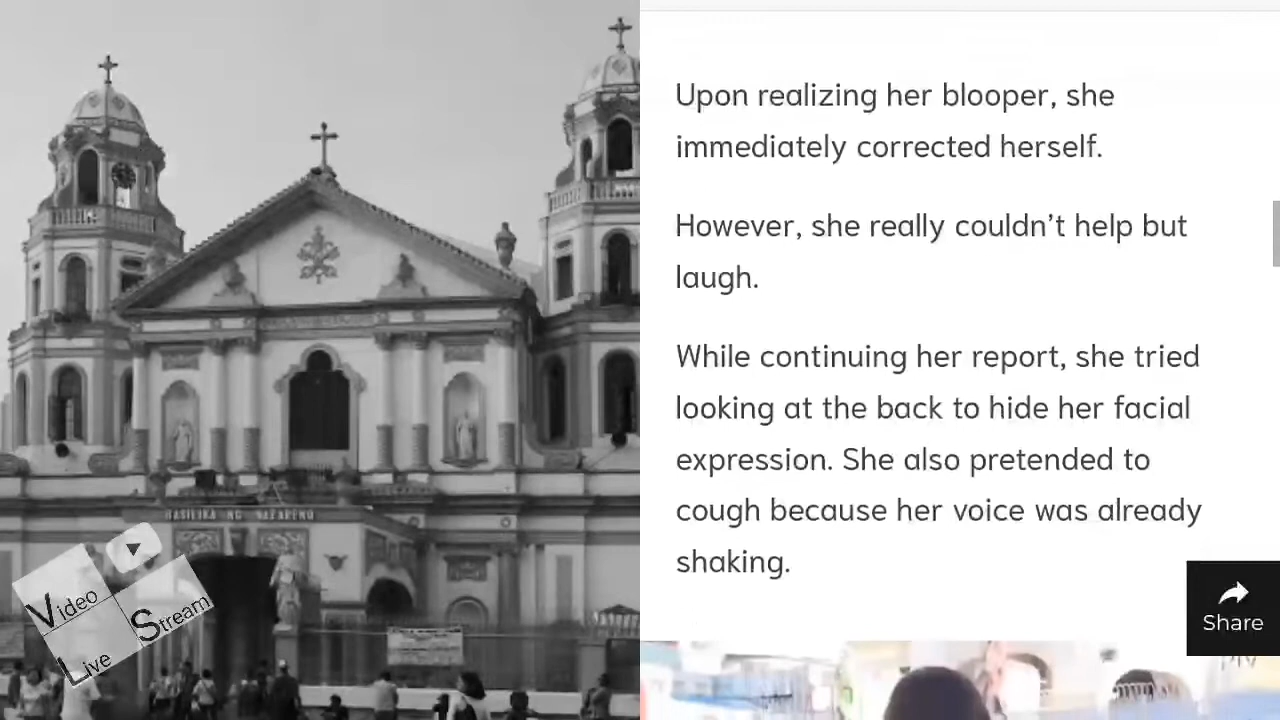 BASILIKA NG NAZARENO
Video
Live
Stream
Upon realizing her blooper, she
immediately corrected herself.
However, she really couldn’t help but
laugh.
While continuing her report, she tried
looking at the back to hide her facial
expression. She also pretended to
cough because her voice was already
shaking.
Share